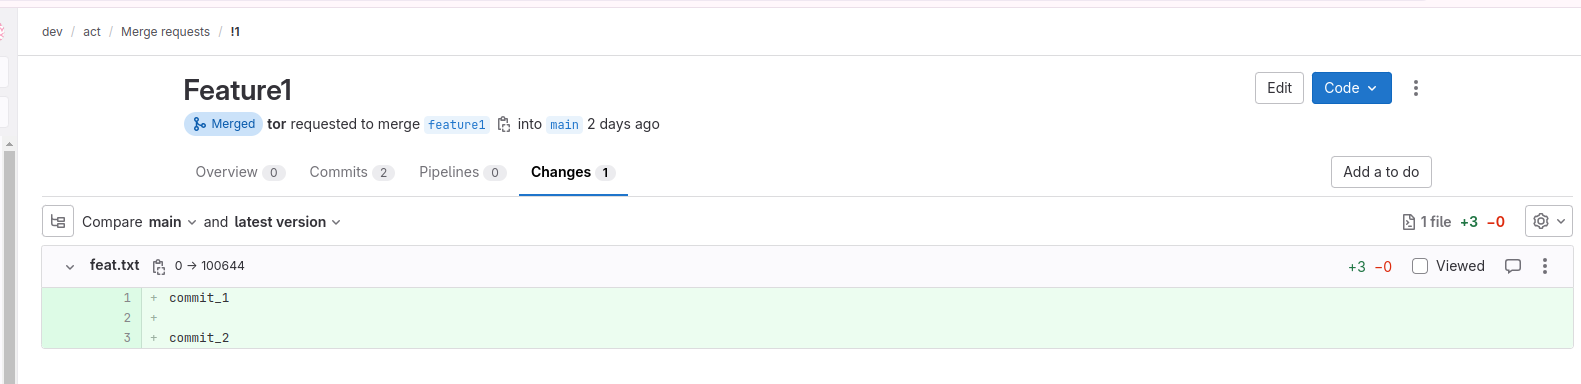 dev / act / Merge requests / !1
Feature1
Edit
Code
Merged tor requested to merge feature1 into main 2 days ago
Overview 0 Commits 2 Pipelines 0 Changes 1
Add a to do
Compare main and latest version
1 file +3 −0
feat.txt 0 → 100644
+3 −0 Viewed
1 + commit_1
2 +
3 + commit_2